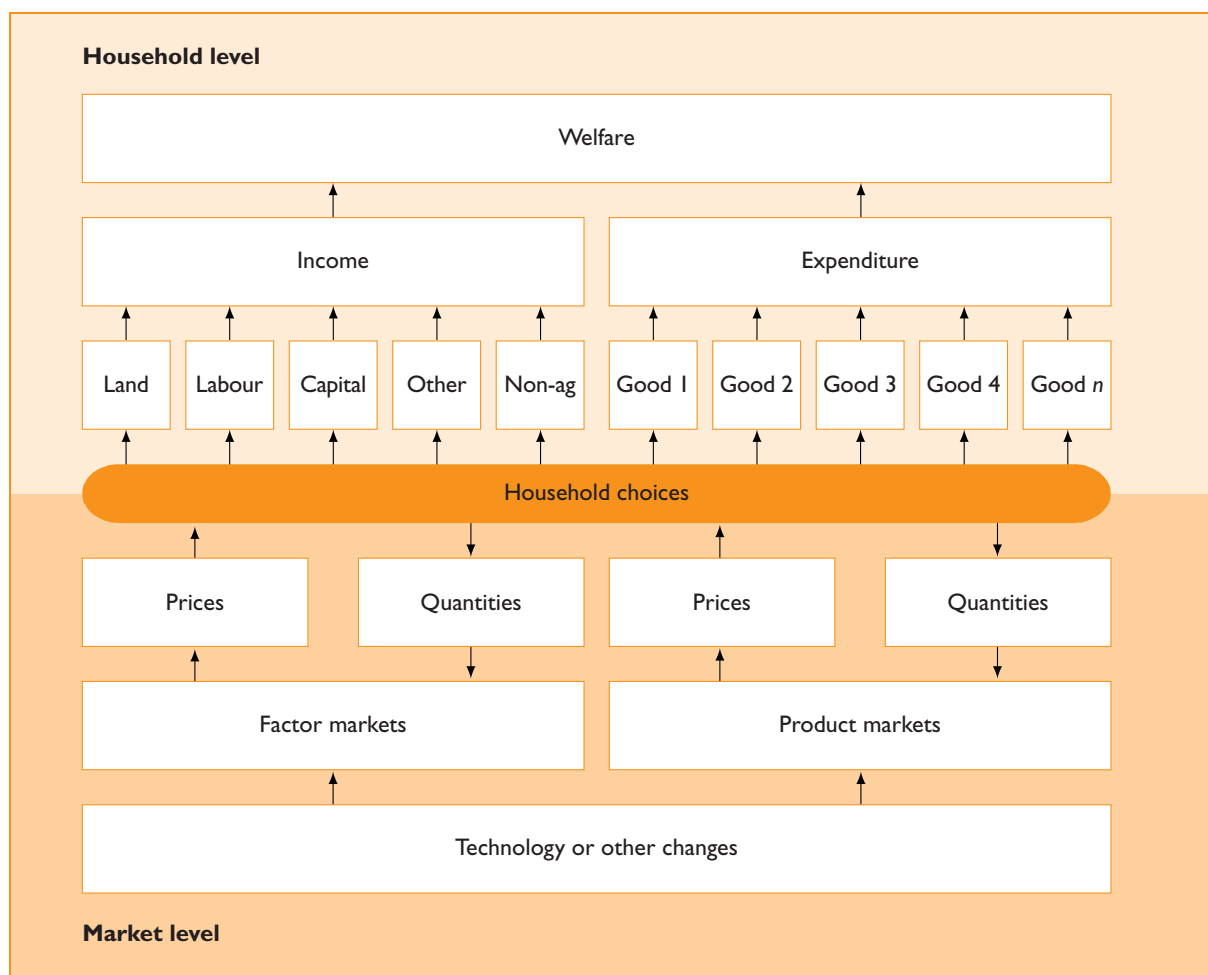 Household level
Welfare
Income
Expenditure
Land
Labour
Capital
Other
Non-ag
Good 1
Good 2
Good 3
Good 4
Good n
Household choices
Prices
Quantities
Prices
Quantities
Factor markets
Product markets
Technology or other changes
Market level